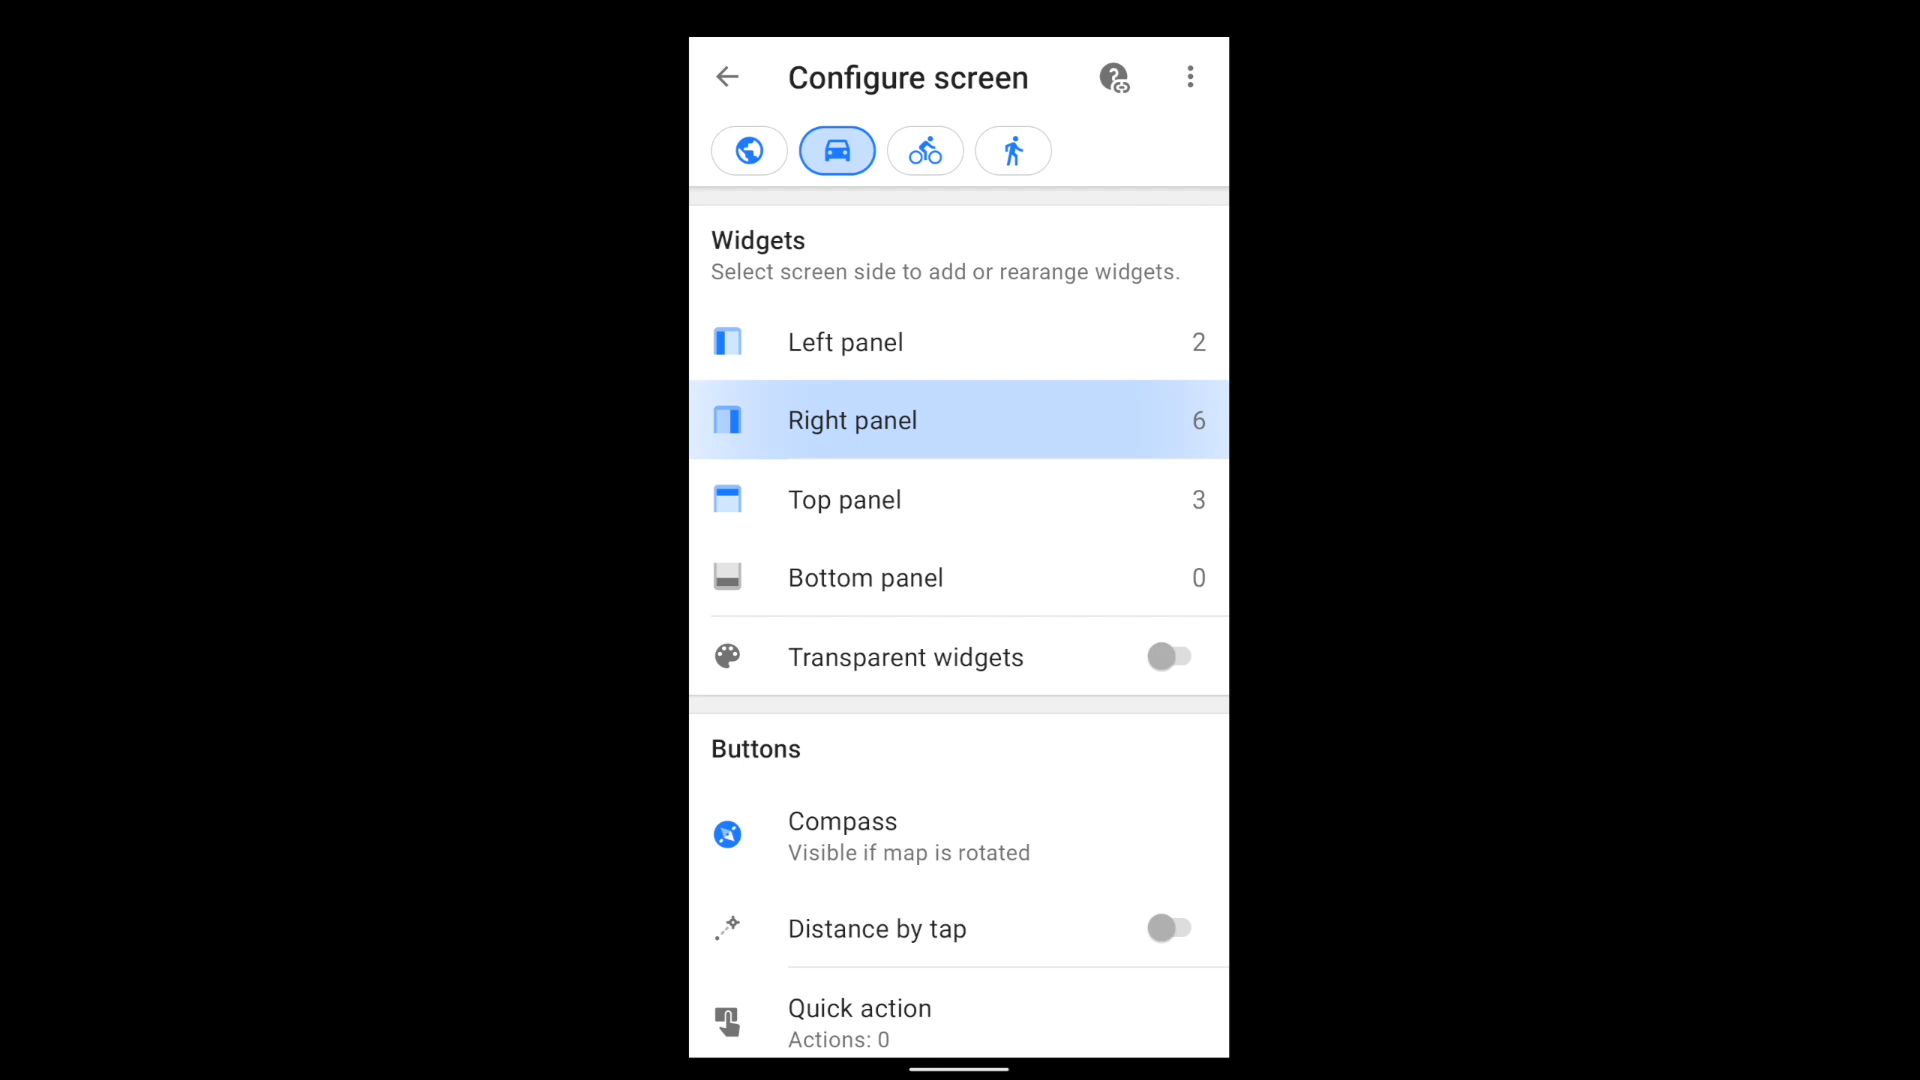 Configure screen
Widgets
Select screen side to add or rearange widgets.
Left panel 2
Right panel 6
Top panel 3
Bottom panel 0
Transparent widgets
Buttons
Compass
Visible if map is rotated
Distance by tap
Quick action
Actions: 0